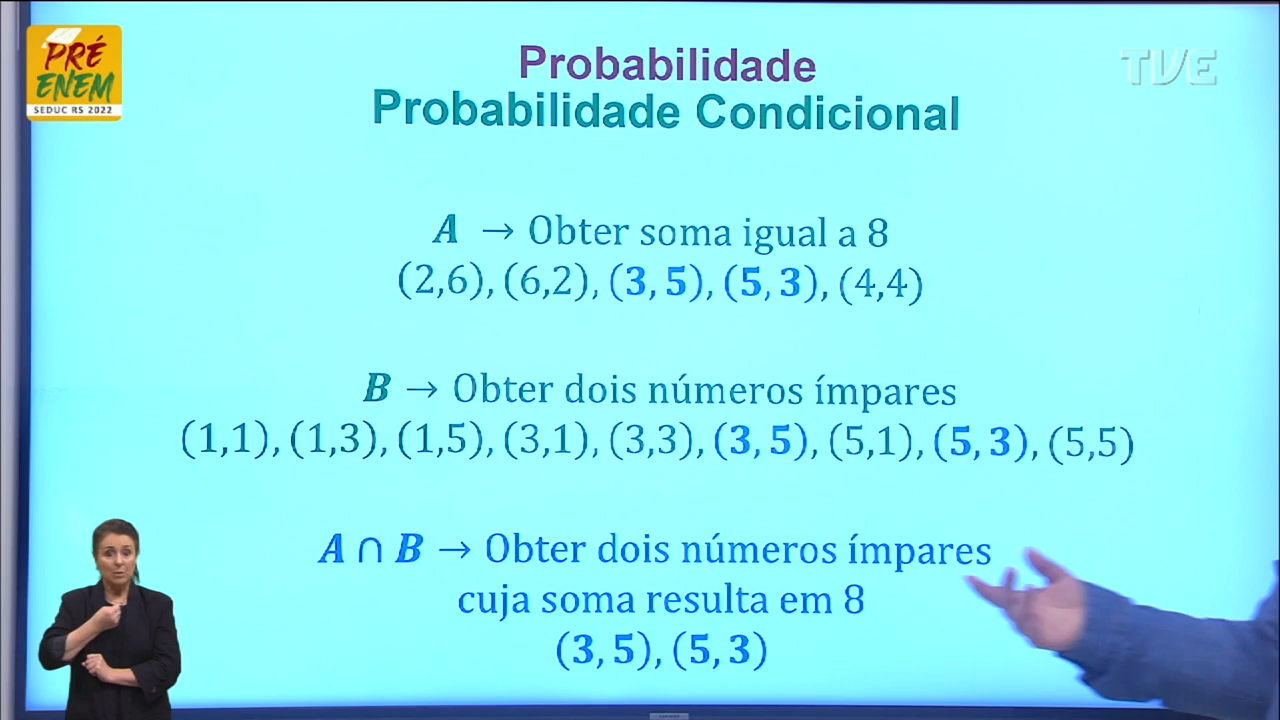 PRÉ
ENEM
SEDUC RS 2022
TVE
Probabilidade
Probabilidade Condicional
A → Obter soma igual a 8
(2,6), (6,2), (3, 5), (5, 3), (4,4)
B → Obter dois números ímpares
(1,1), (1,3), (1,5), (3,1), (3,3), (3, 5), (5,1), (5, 3), (5,5)
A ∩ B → Obter dois números ímpares
cuja soma resulta em 8
(3, 5), (5, 3)